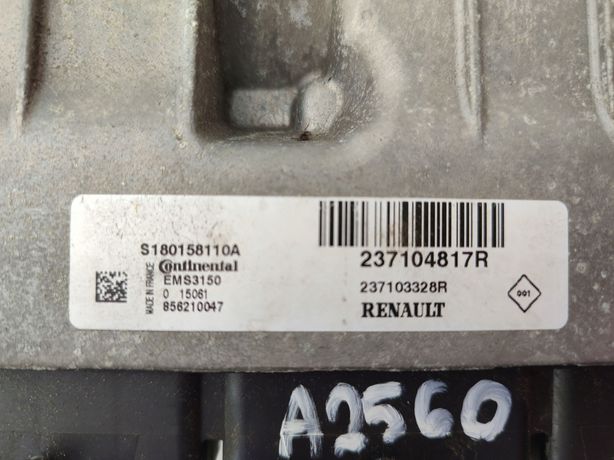 S180158110A
Continental
EMS3150
0 15061
856210047
MADE IN FRANCE
237104817R
237103328R
RENAULT
001
A2560